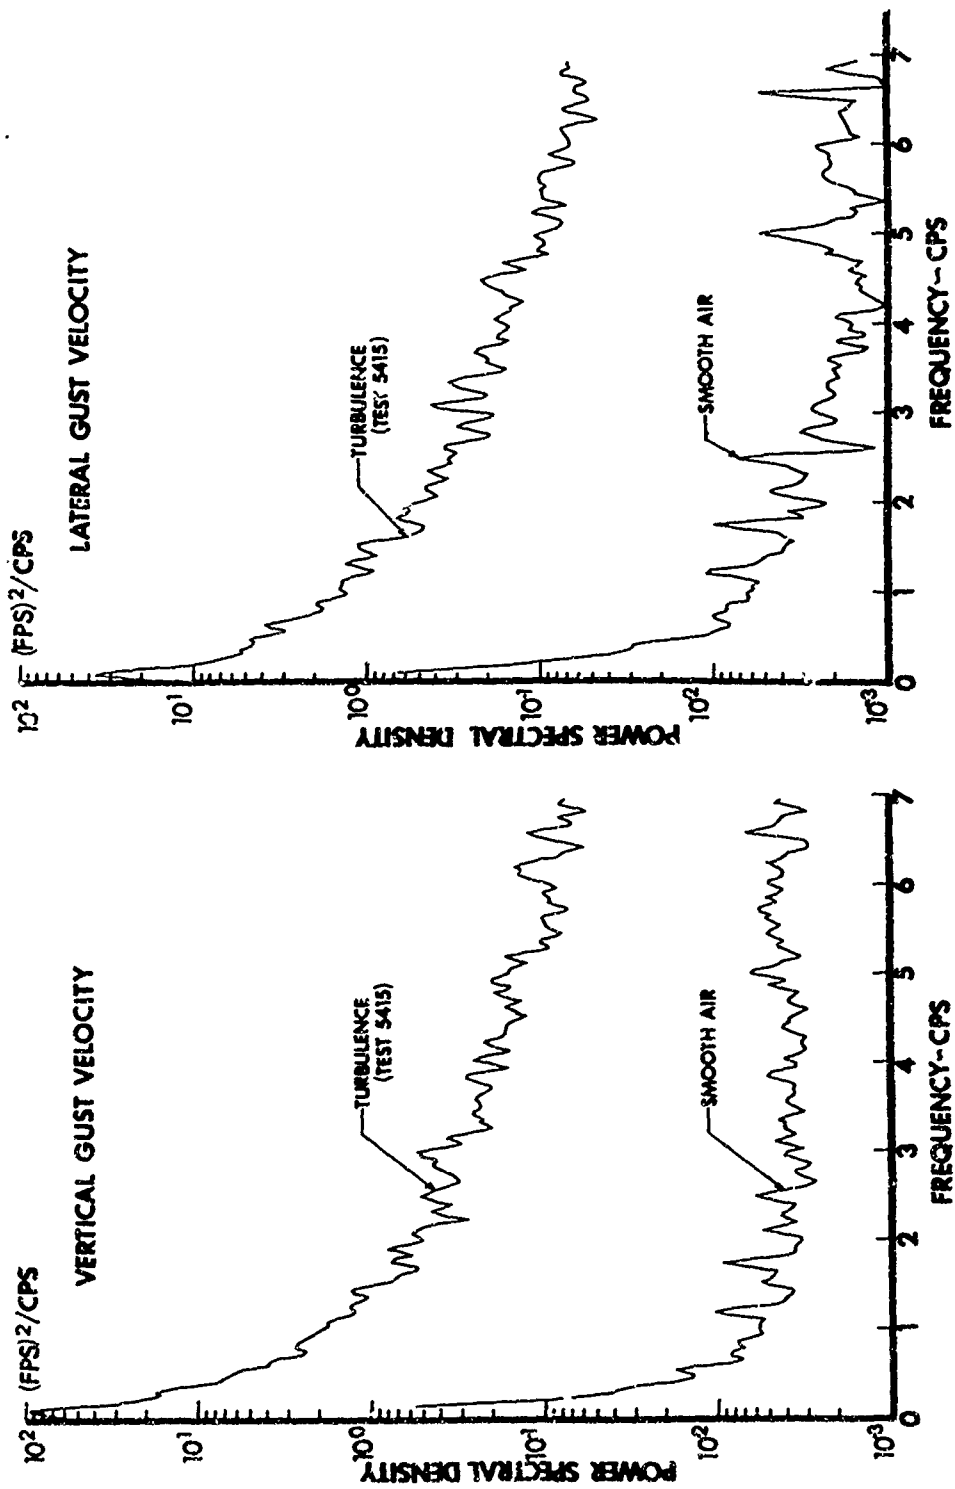 VERTICAL GUST VELOCITY
(FPS)²/CPS
10²
10¹
10⁰
10⁻¹
10⁻²
10⁻³
POWER SPECTRAL DENSITY
TURBULENCE
(TEST 5415)
SMOOTH AIR
0 1 2 3 4 5 6 7
FREQUENCY~CPS
LATERAL GUST VELOCITY
(FPS)²/CPS
10²
10¹
10⁰
10⁻¹
10⁻²
10⁻³
POWER SPECTRAL DENSITY
TURBULENCE
(TEST 5415)
SMOOTH AIR
0 1 2 3 4 5 6 7
FREQUENCY~CPS